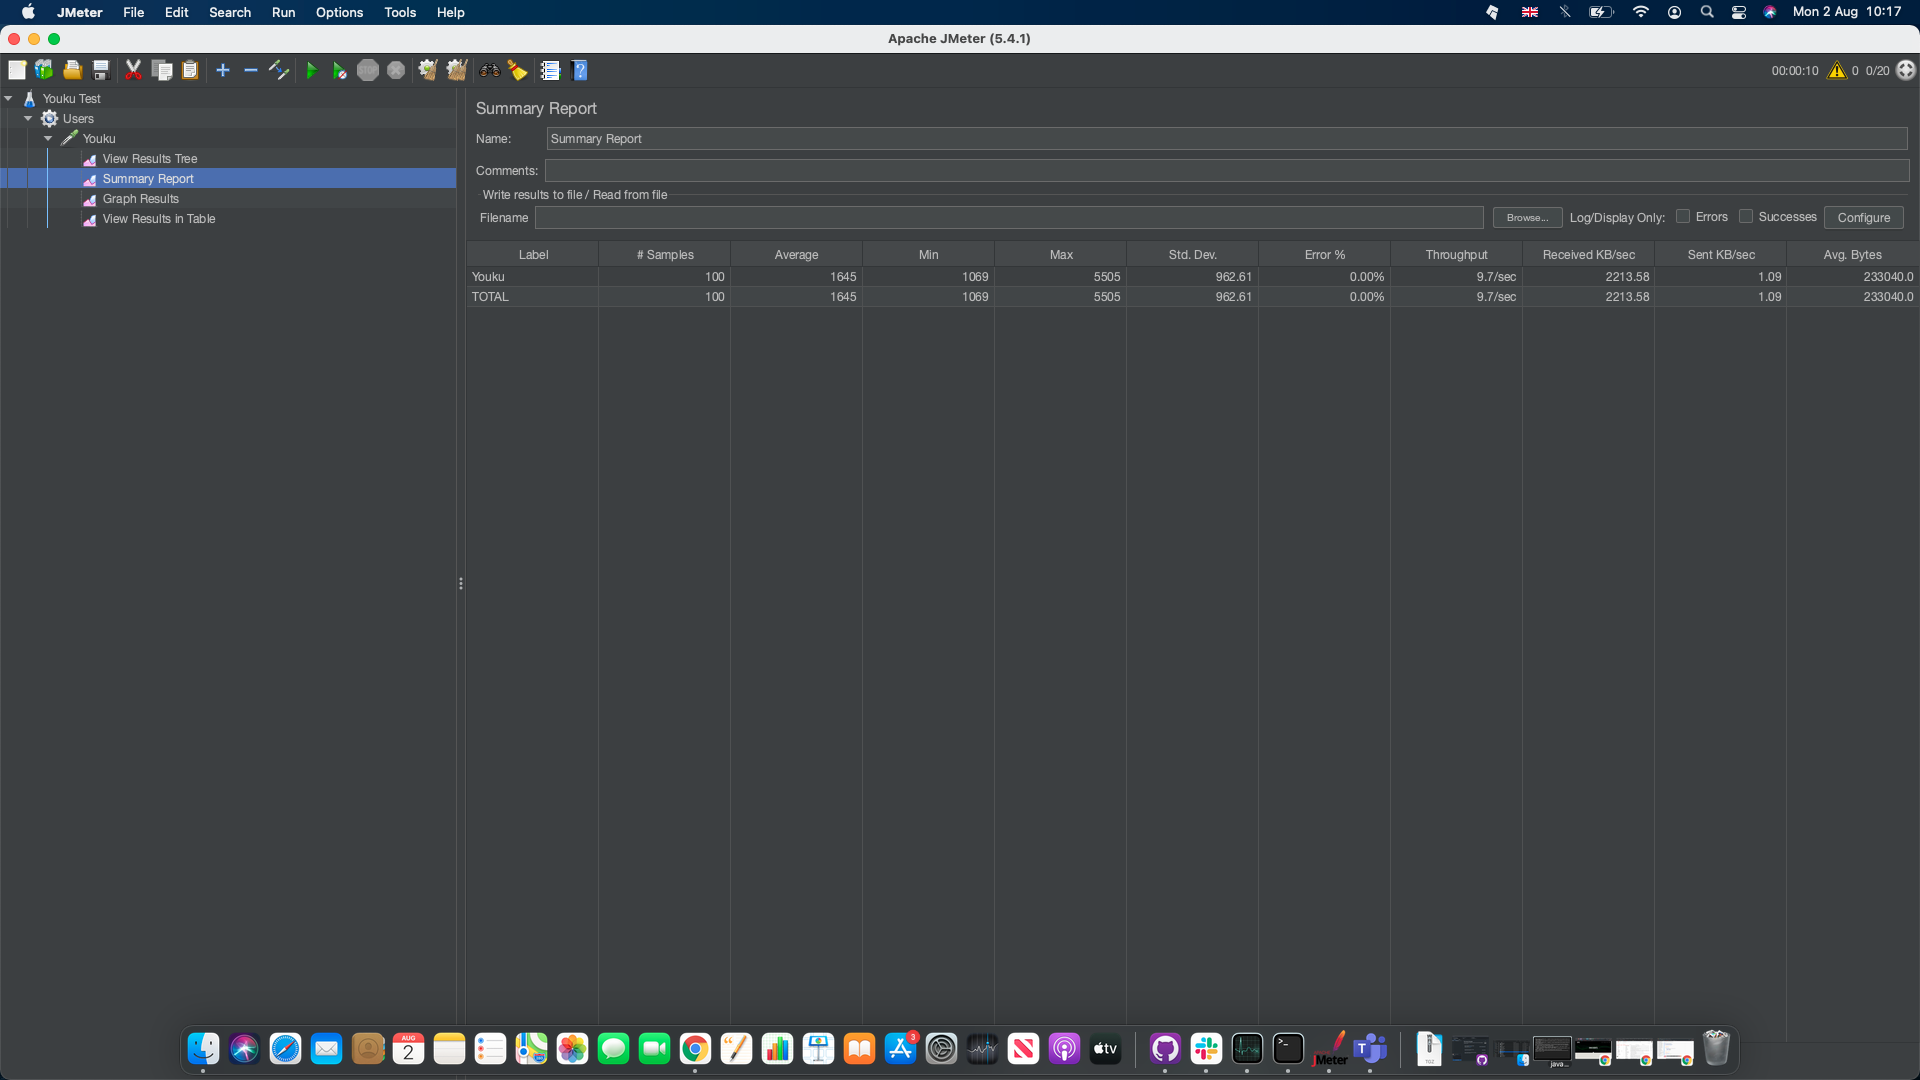 JMeter File Edit Search Run Options Tools Help Mon 2 Aug 10:17
Apache JMeter (5.4.1)
00:00:10 0 0/20
Youku Test
Users
Youku
View Results Tree
Summary Report
Graph Results
View Results in Table
Summary Report
Name: Summary Report
Comments:
Write results to file / Read from file
Filename Browse... Log/Display Only: Errors Successes Configure
Label # Samples Average Min Max Std. Dev. Error % Throughput Received KB/sec Sent KB/sec Avg. Bytes
Youku 100 1645 1069 5505 962.61 0.00% 9.7/sec 2213.58 1.09 233040.0
TOTAL 100 1645 1069 5505 962.61 0.00% 9.7/sec 2213.58 1.09 233040.0
AUG
2
3
tv
JMeter
T
TGZ
java...